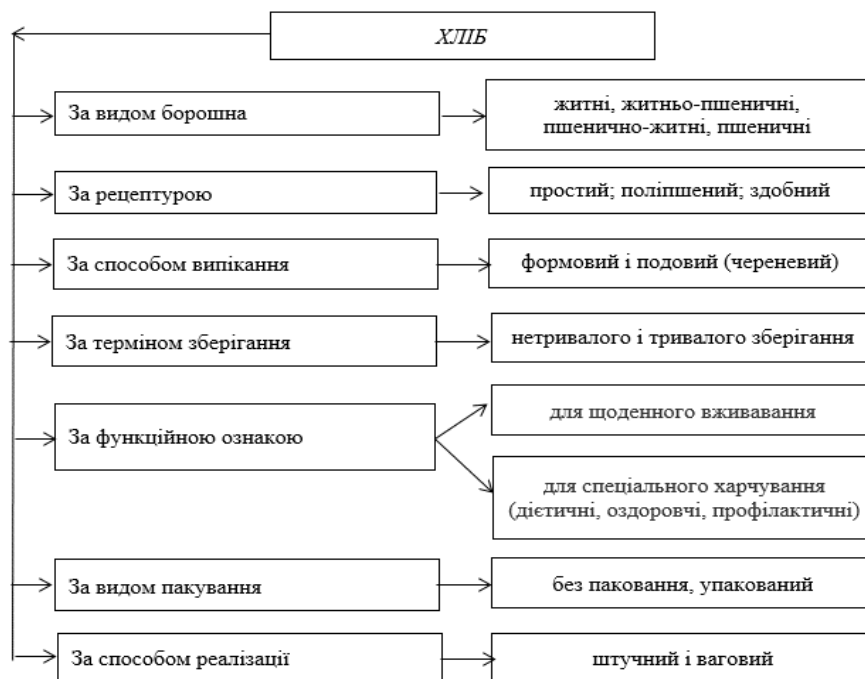 ХЛІБ
За видом борошна
житні, житньо-пшеничні,
пшенично-житні, пшеничні
За рецептурою
простий; поліпшений; здобний
За способом випікання
формовий і подовий (череневий)
За терміном зберігання
нетривалого і тривалого зберігання
За функційною ознакою
для щоденного вживавання
для спеціального харчування
(дієтичні, оздоровчі, профілактичні)
За видом пакування
без паковання, упакований
За способом реалізації
штучний і ваговий